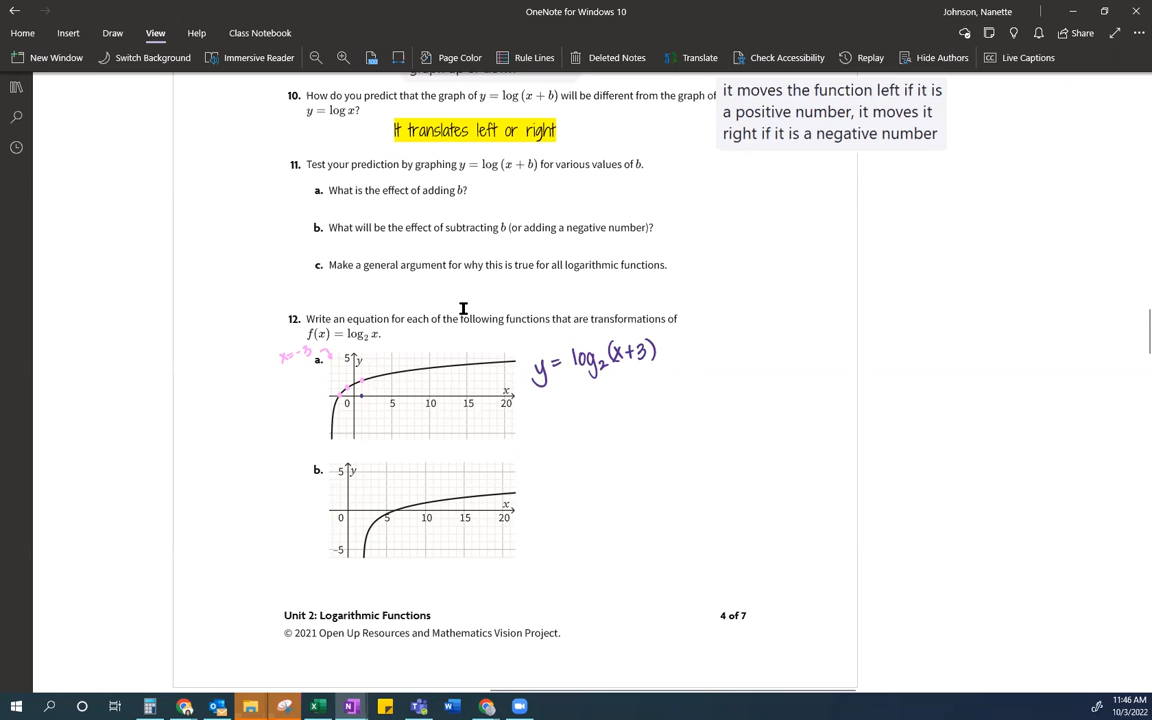 OneNote for Windows 10
Johnson, Nanette
Home Insert Draw View Help Class Notebook
Share
New Window Switch Background Immersive Reader Page Color Rule Lines Deleted Notes Translate Check Accessibility Replay Hide Authors Live Captions
10. How do you predict that the graph of y = log (x + b) will be different from the graph of
y = log x?
It translates left or right
it moves the function left if it is
a positive number, it moves it
right if it is a negative number
11. Test your prediction by graphing y = log (x + b) for various values of b.
a. What is the effect of adding b?
b. What will be the effect of subtracting b (or adding a negative number)?
c. Make a general argument for why this is true for all logarithmic functions.
12. Write an equation for each of the following functions that are transformations of
f(x) = log₂ x.
x=-3
a.
5 y
x
0 5 10 15 20
y = log₂(x+3)
b.
5 y
x
0 5 10 15 20
-5
Unit 2: Logarithmic Functions
4 of 7
© 2021 Open Up Resources and Mathematics Vision Project.
11:46 AM
10/3/2022